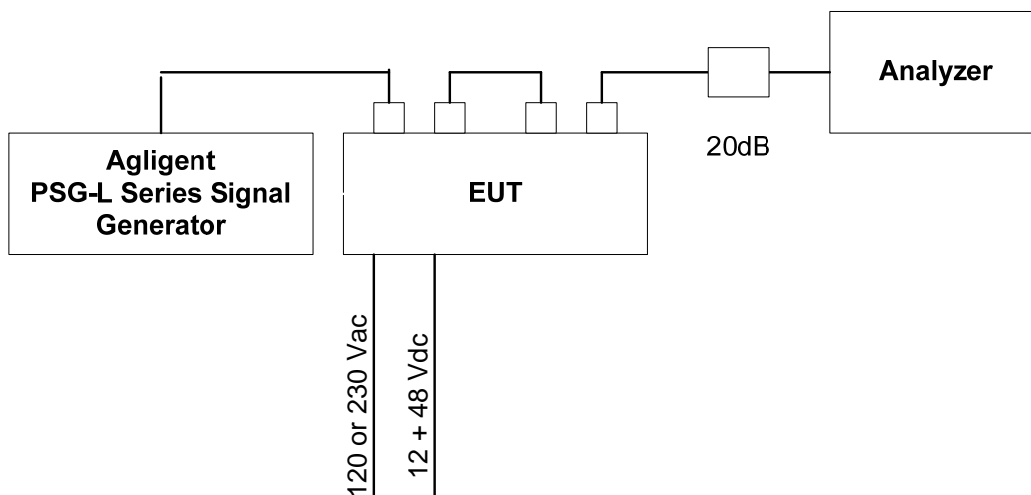 Agligent
PSG-L Series Signal
Generator
EUT
20dB
Analyzer
120 or 230 Vac
12 + 48 Vdc